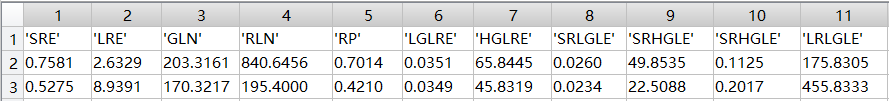 1 2 3 4 5 6 7 8 9 10 11
1 'SRE' 'LRE' 'GLN' 'RLN' 'RP' 'LGLRE' 'HGLRE' 'SRLGLE' 'SRHGLE' 'SRHGLE' 'LRLGLE'
2 0.7581 2.6329 203.3161 840.6456 0.7014 0.0351 65.8445 0.0260 49.8535 0.1125 175.8305
3 0.5275 8.9391 170.3217 195.4000 0.4210 0.0349 45.8319 0.0234 22.5088 0.2017 455.8333